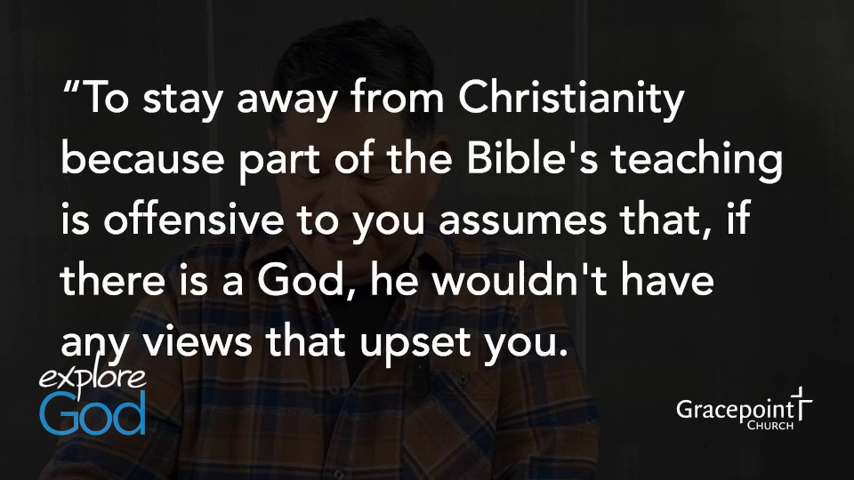 “To stay away from Christianity
because part of the Bible's teaching
is offensive to you assumes that, if
there is a God, he wouldn't have
any views that upset you.
explore
God
Gracepoint
CHURCH